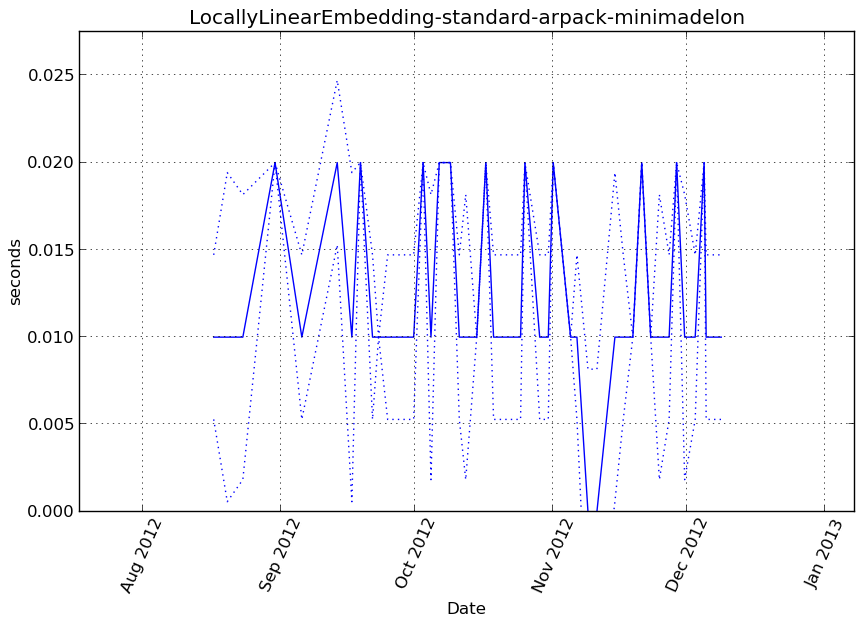 LocallyLinearEmbedding-standard-arpack-minimadelon
0.025
0.020
0.015
0.010
0.005
0.000
seconds
Aug 2012
Sep 2012
Oct 2012
Nov 2012
Dec 2012
Jan 2013
Date